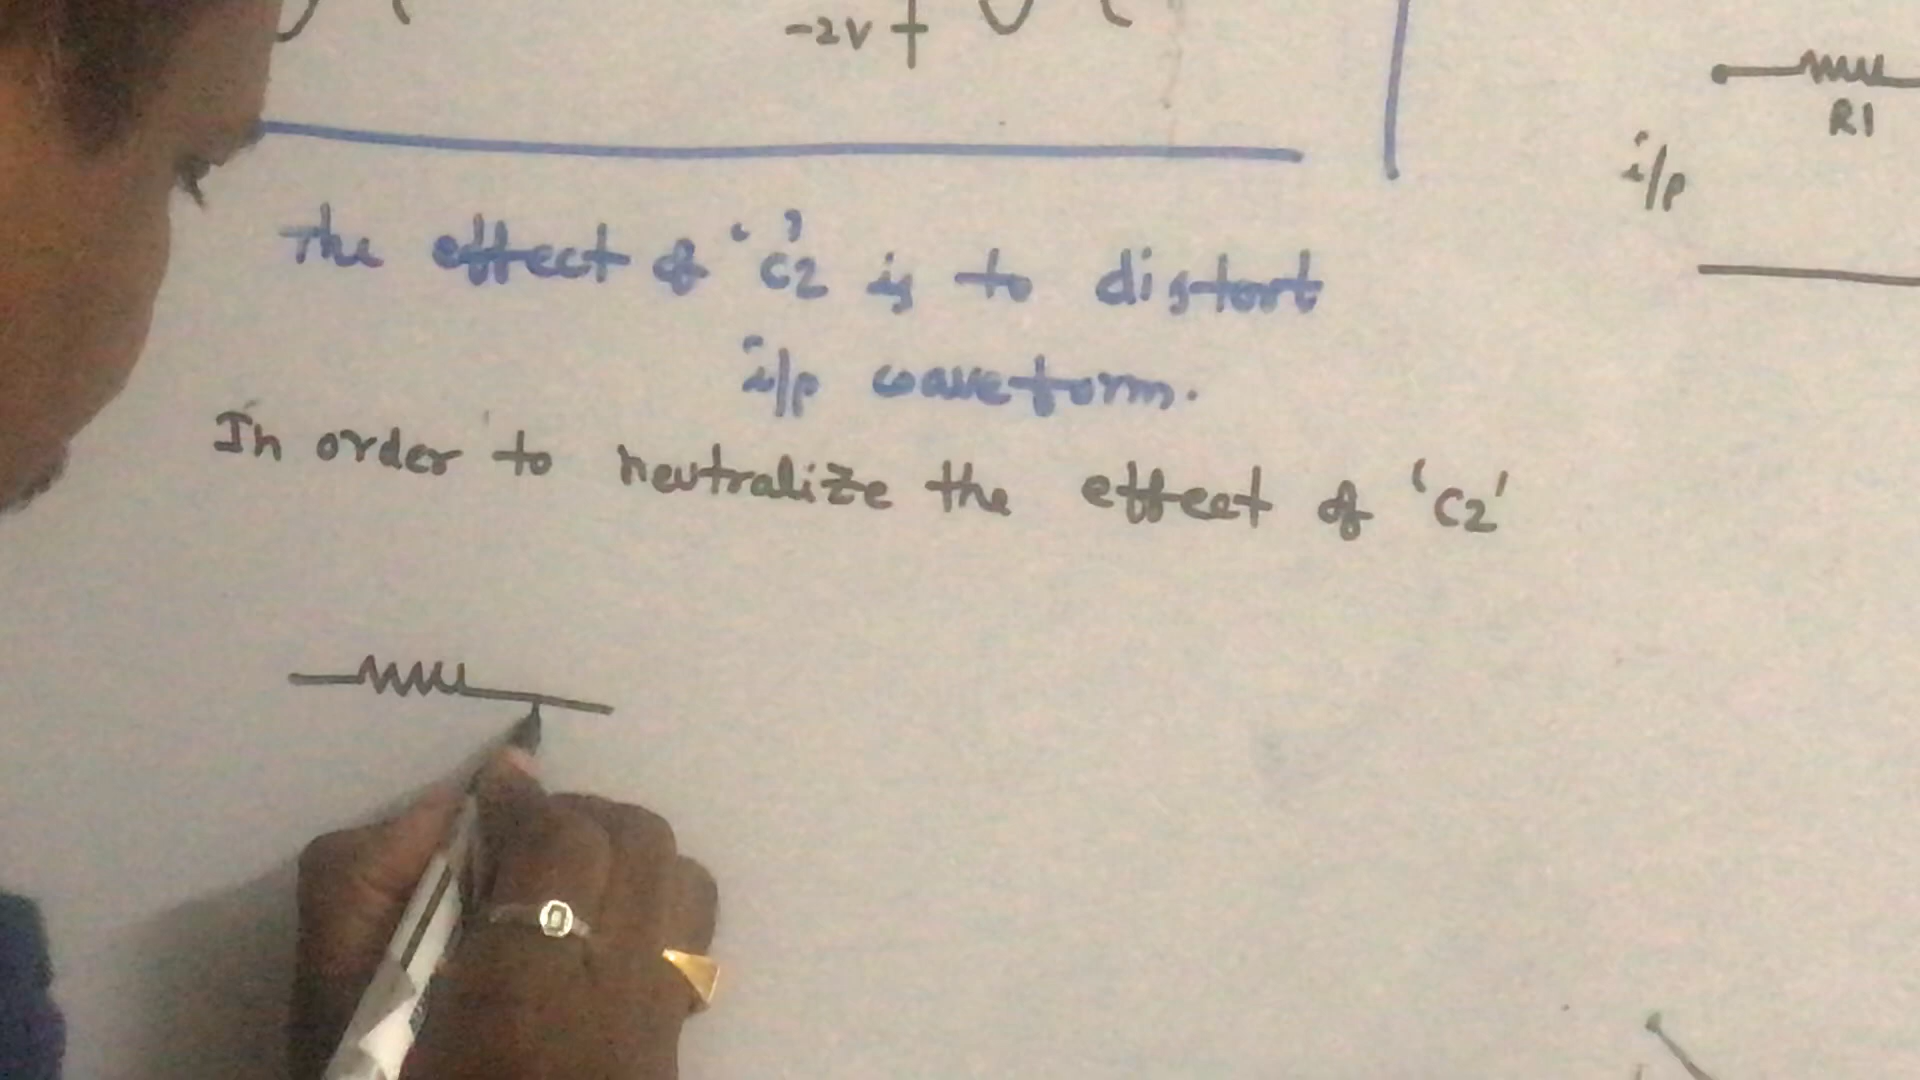 -2V
R1
i/p
The effect of 'C2' is to distort
i/p waveform.
In order to neutralize the effect of 'C2'